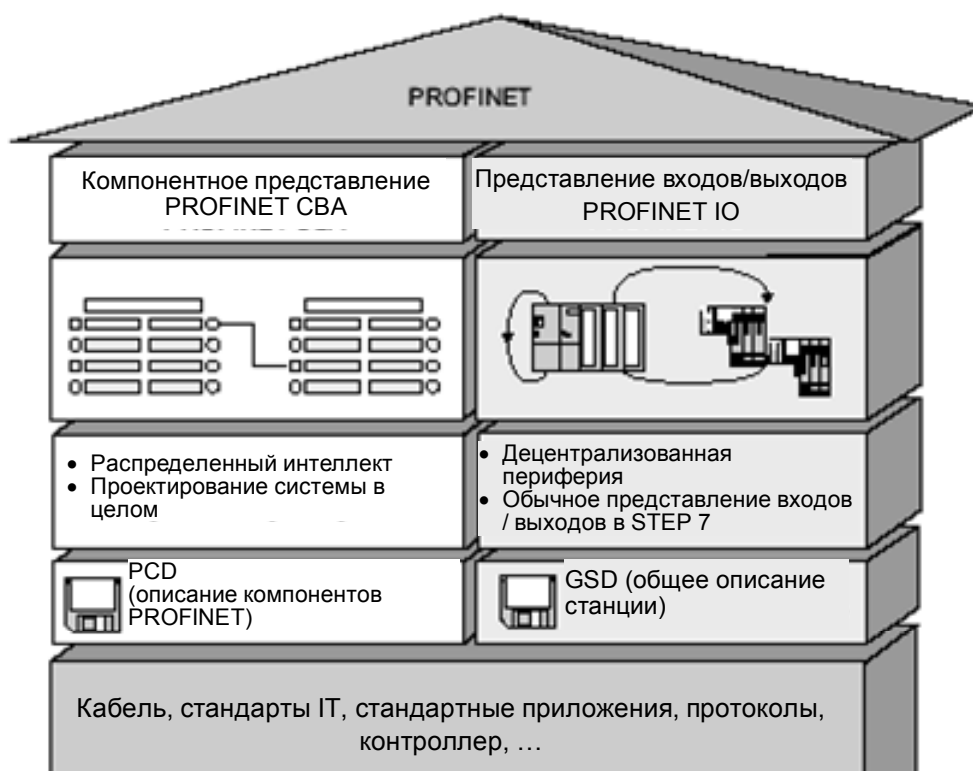 PROFINET
Компонентное представление
PROFINET CBA
Представление входов/выходов
PROFINET IO
• Распределенный интеллект
• Проектирование системы в
целом
• Децентрализованная
периферия
• Обычное представление входов
/ выходов в STEP 7
PCD
(описание компонентов
PROFINET)
GSD (общее описание
станции)
Кабель, стандарты IT, стандартные приложения, протоколы,
контроллер, …